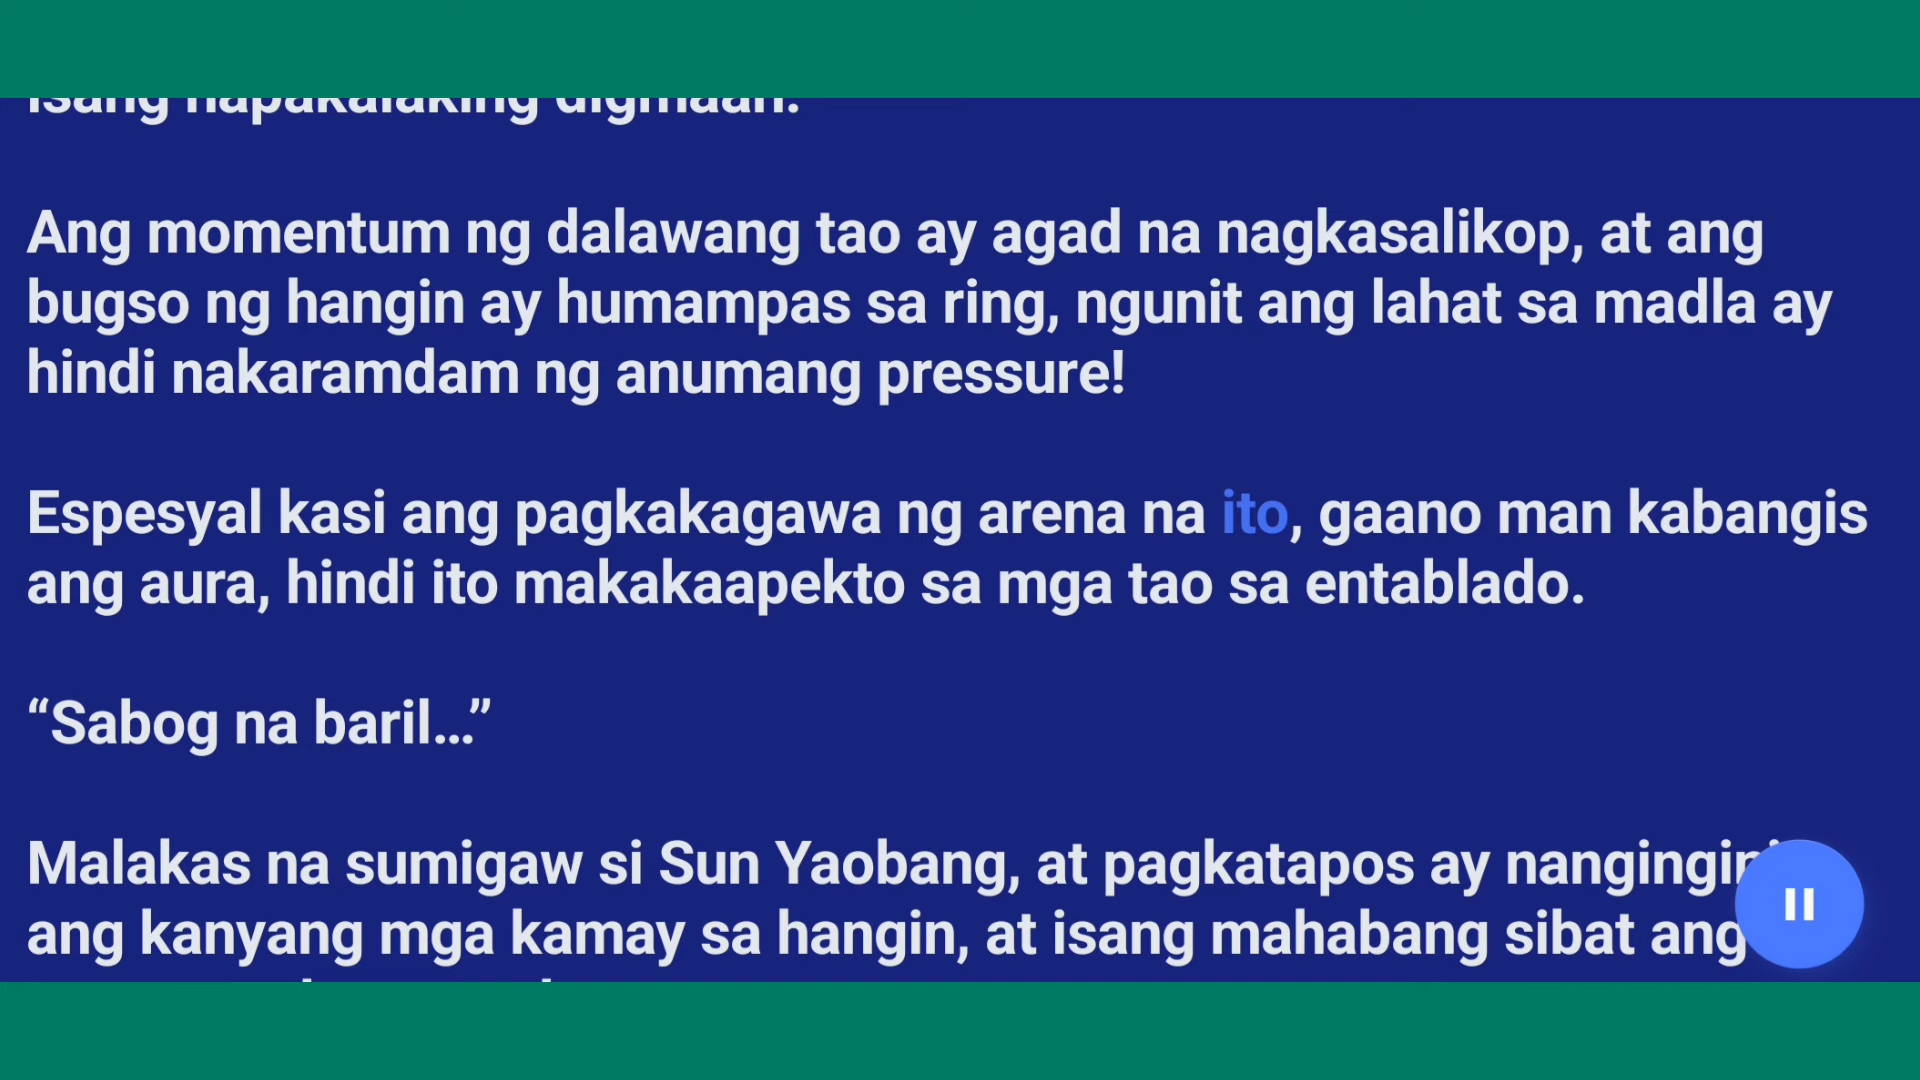 isang napakalaking digmaan.
Ang momentum ng dalawang tao ay agad na nagkasalikop, at ang
bugso ng hangin ay humampas sa ring, ngunit ang lahat sa madla ay
hindi nakaramdam ng anumang pressure!
Espesyal kasi ang pagkakagawa ng arena na ito, gaano man kabangis
ang aura, hindi ito makakaapekto sa mga tao sa entablado.
“Sabog na baril…”
Malakas na sumigaw si Sun Yaobang, at pagkatapos ay
ang kanyang mga kamay sa hangin, at isang mahabang sibat ang